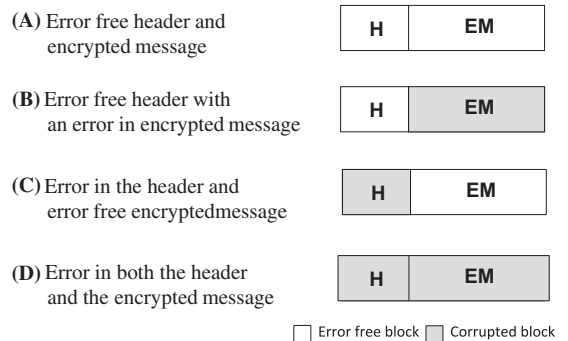 (A) Error free header and
encrypted message
H EM
(B) Error free header with
an error in encrypted message
H EM
(C) Error in the header and
error free encryptedmessage
H EM
(D) Error in both the header
and the encrypted message
H EM
Error free block Corrupted block